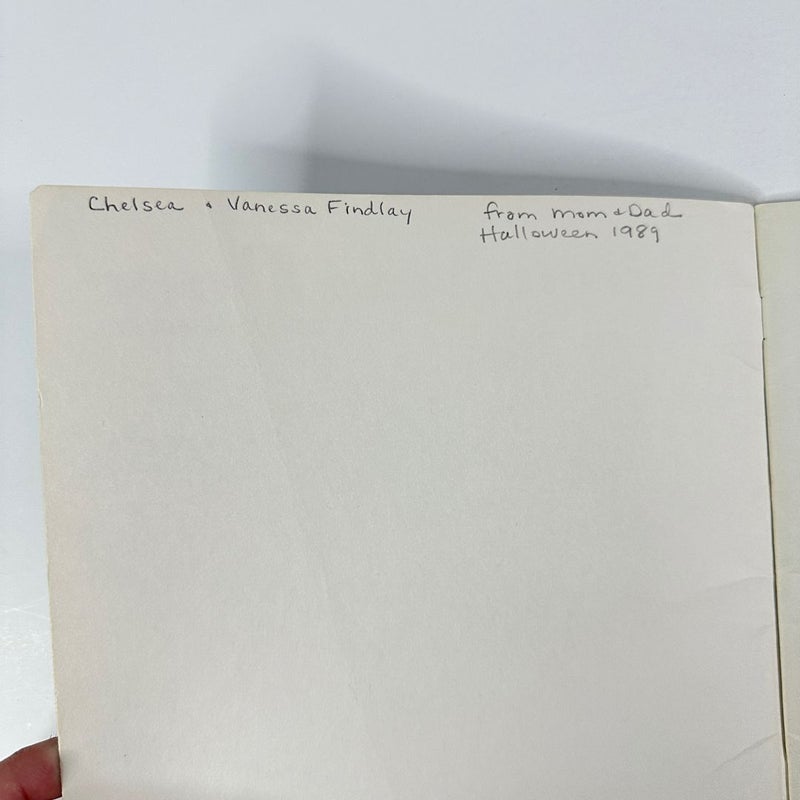 Chelsea & Vanessa Findlay from mom & Dad
Halloween 1989